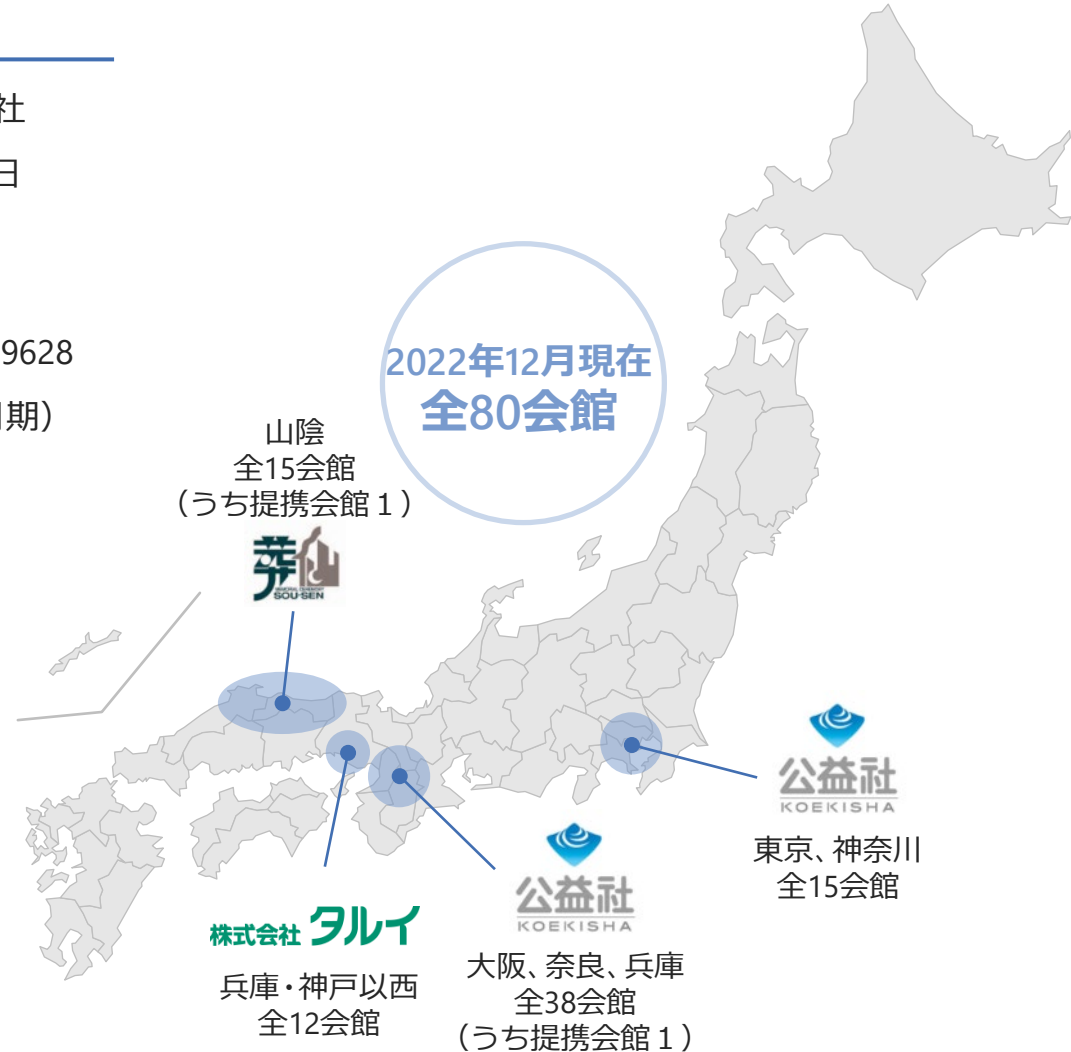 社
日
9628
期）
2022年12月現在
全80会館
山陰
全15会館
（うち提携会館１）
葬仙
MEMORIAL CEREMONY
SOU-SEN
公益社
KOEKISHA
東京、神奈川
全15会館
公益社
KOEKISHA
大阪、奈良、兵庫
全38会館
（うち提携会館１）
株式会社 タルイ
兵庫・神戸以西
全12会館